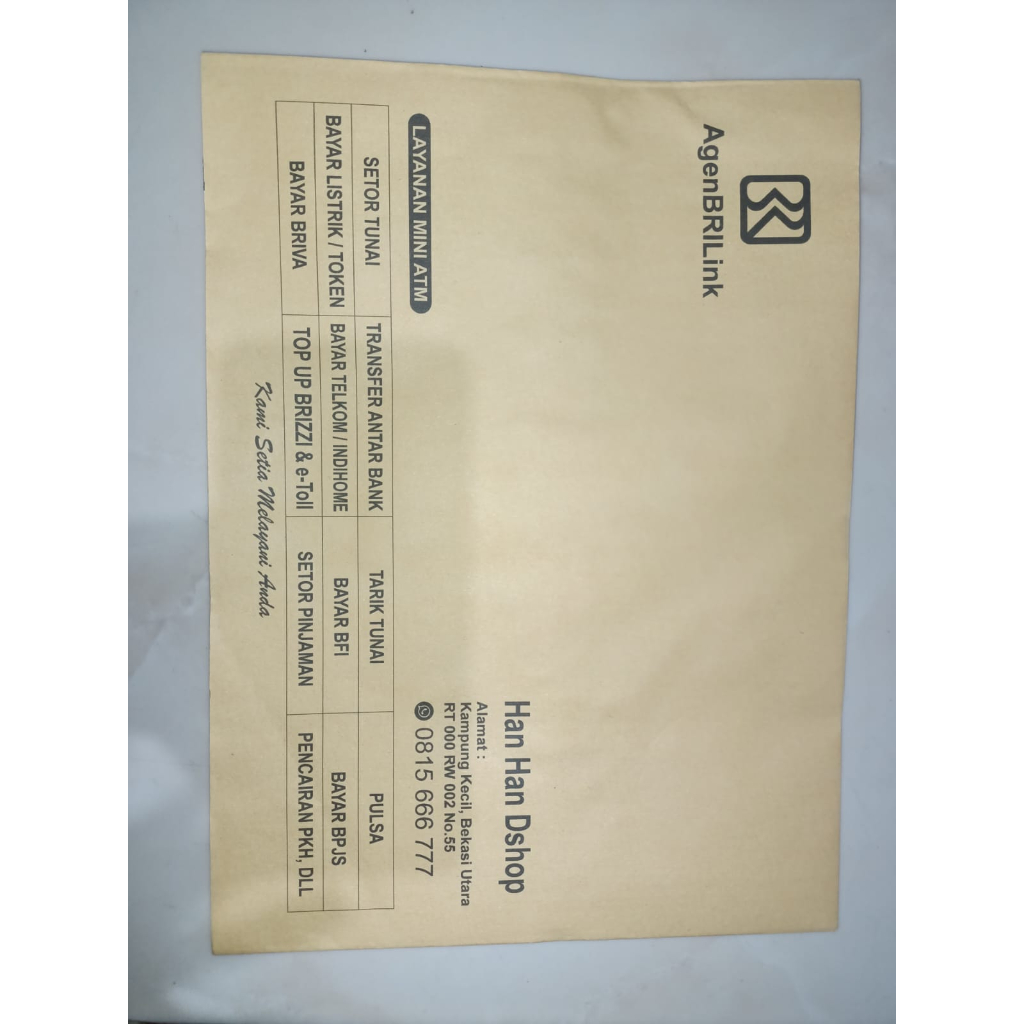 AgenBRILink
Han Han Dshop
Alamat :
Kampung Kecil, Bekasi Utara
RT 000 RW 002 No.55
0815 666 777
LAYANAN MINI ATM
SETOR TUNAI TRANSFER ANTAR BANK TARIK TUNAI PULSA
BAYAR LISTRIK / TOKEN BAYAR TELKOM / INDIHOME BAYAR BFI BAYAR BPJS
BAYAR BRIVA TOP UP BRIZZI & e-Toll SETOR PINJAMAN PENCAIRAN PKH, DLL
Kami Setia Melayani Anda